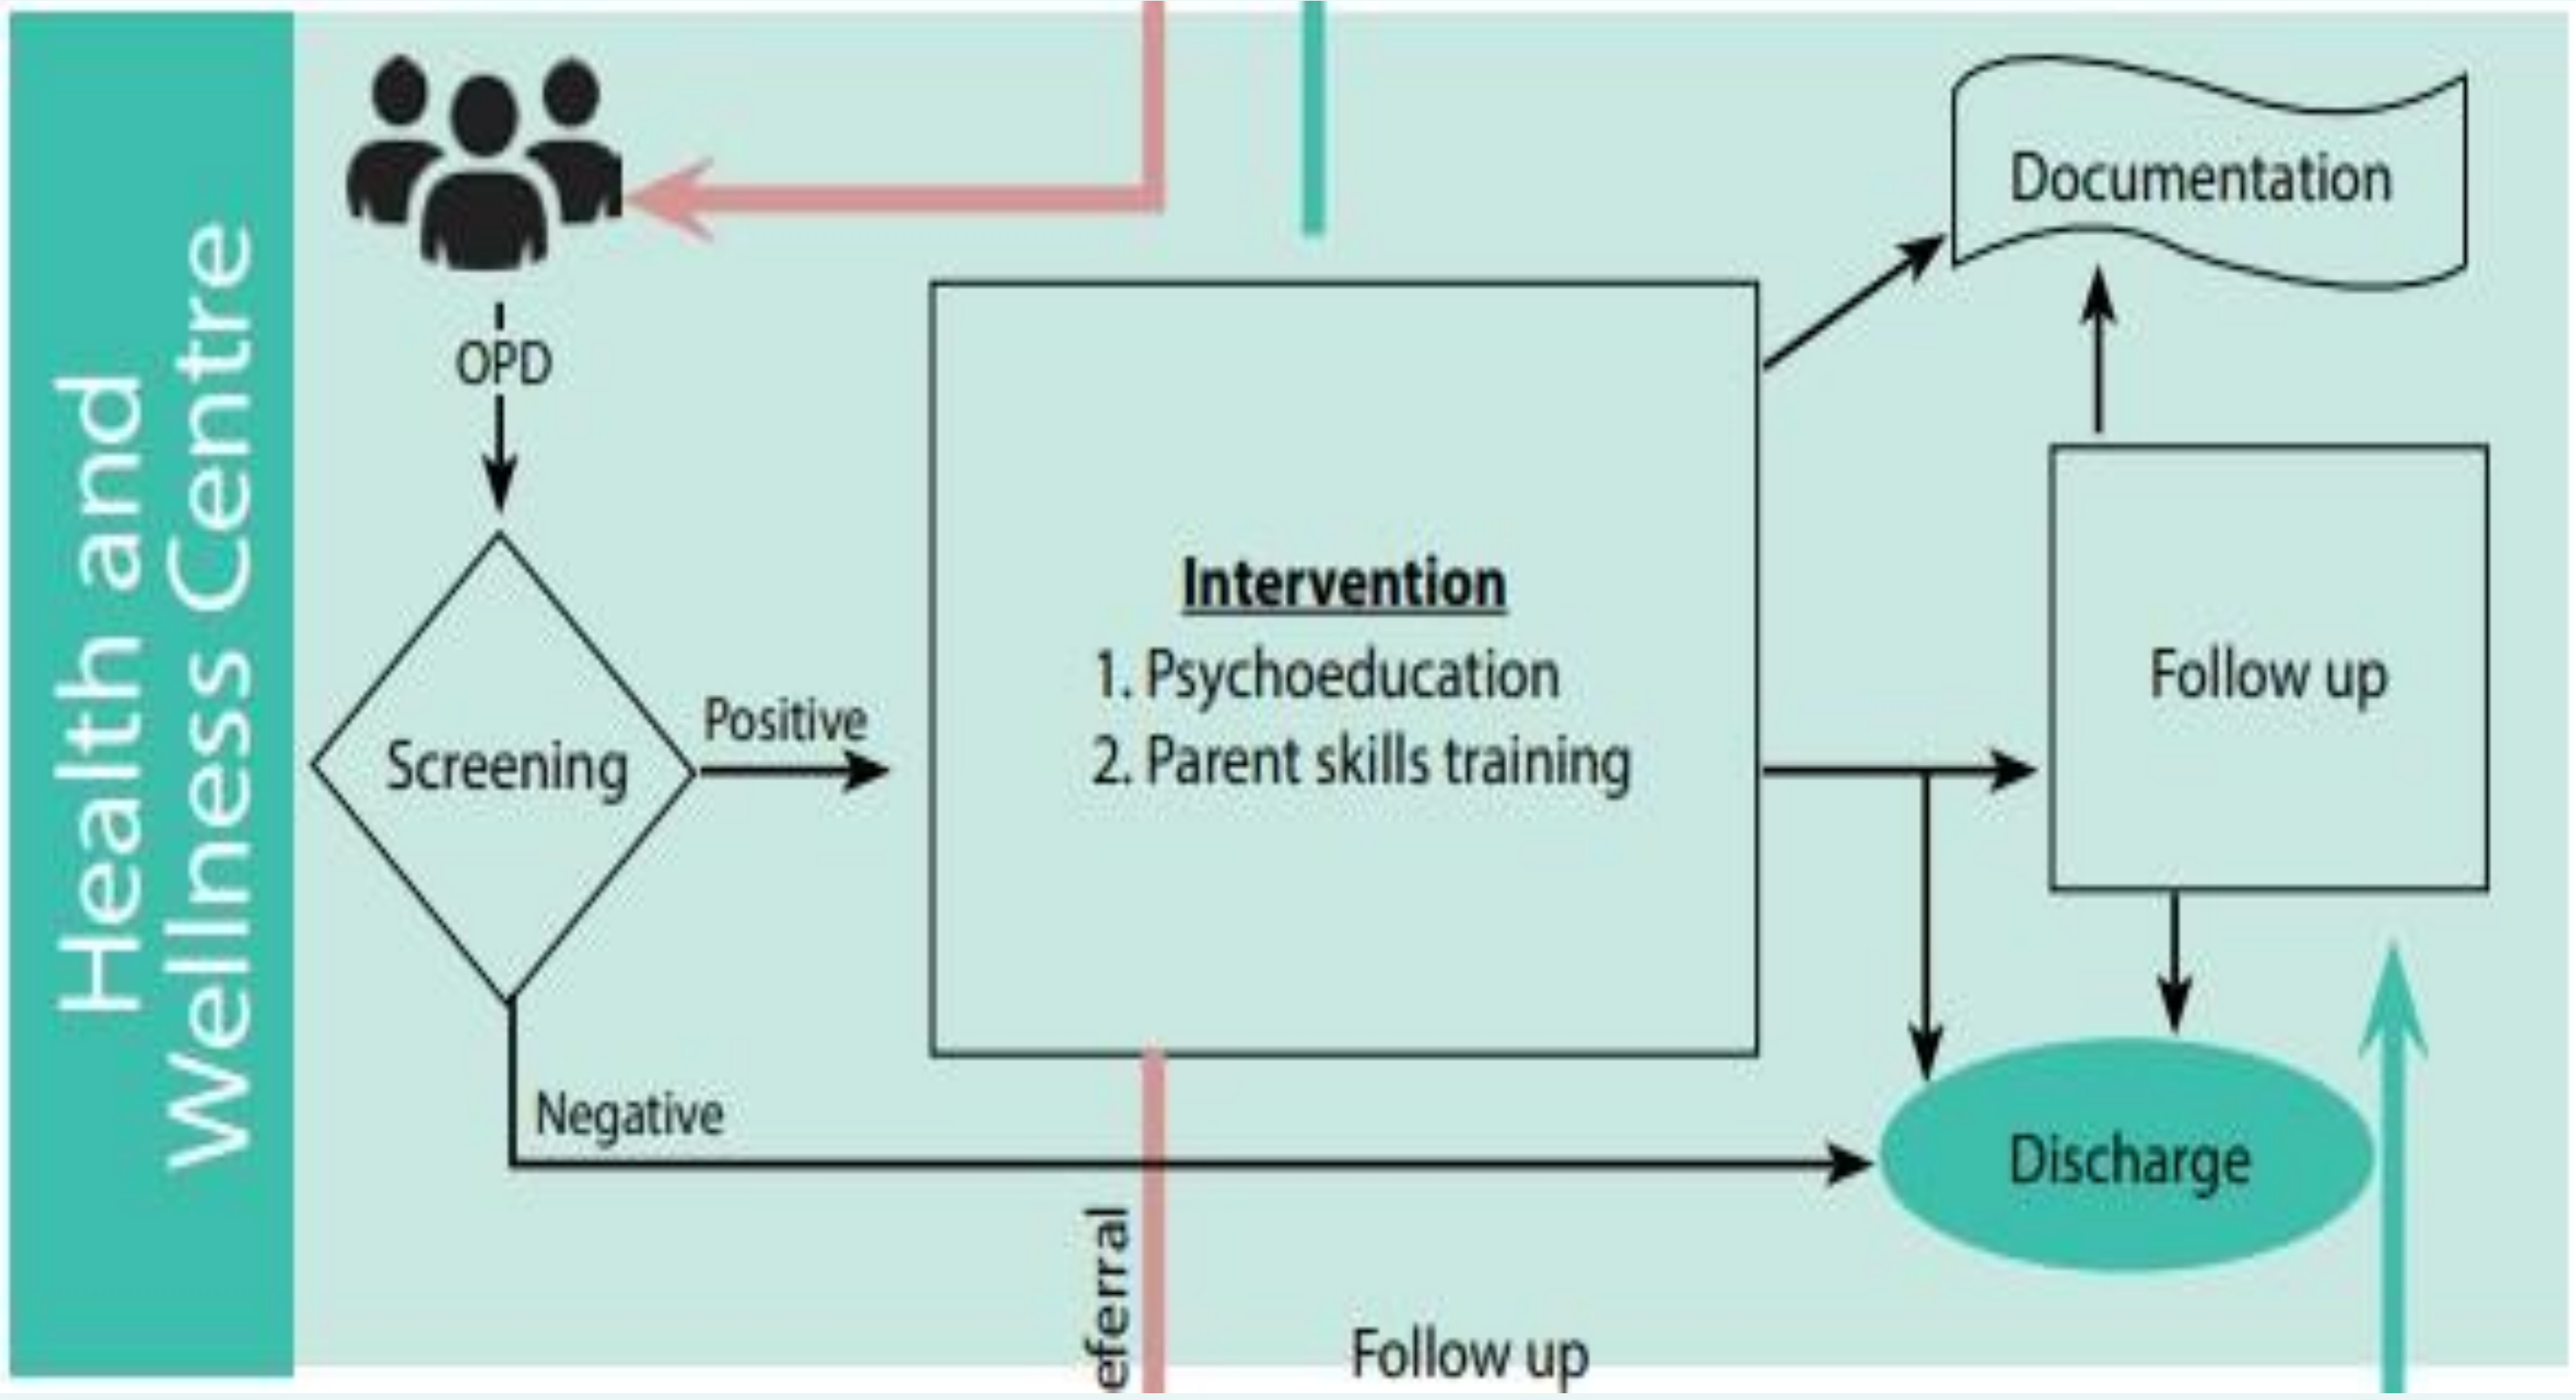 Health and
Wellness Centre
OPD
Screening
Positive
Negative
Intervention
1. Psychoeducation
2. Parent skills training
Documentation
Follow up
Discharge
eferral
Follow up